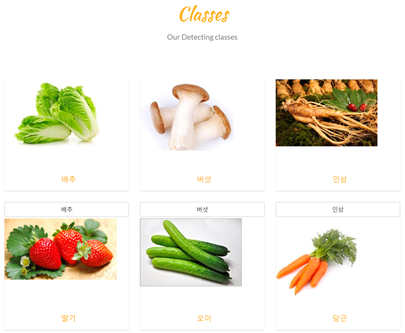 Classes
Our Detecting classes
배추
버섯
인삼
배추
버섯
인삼
딸기
오이
당근